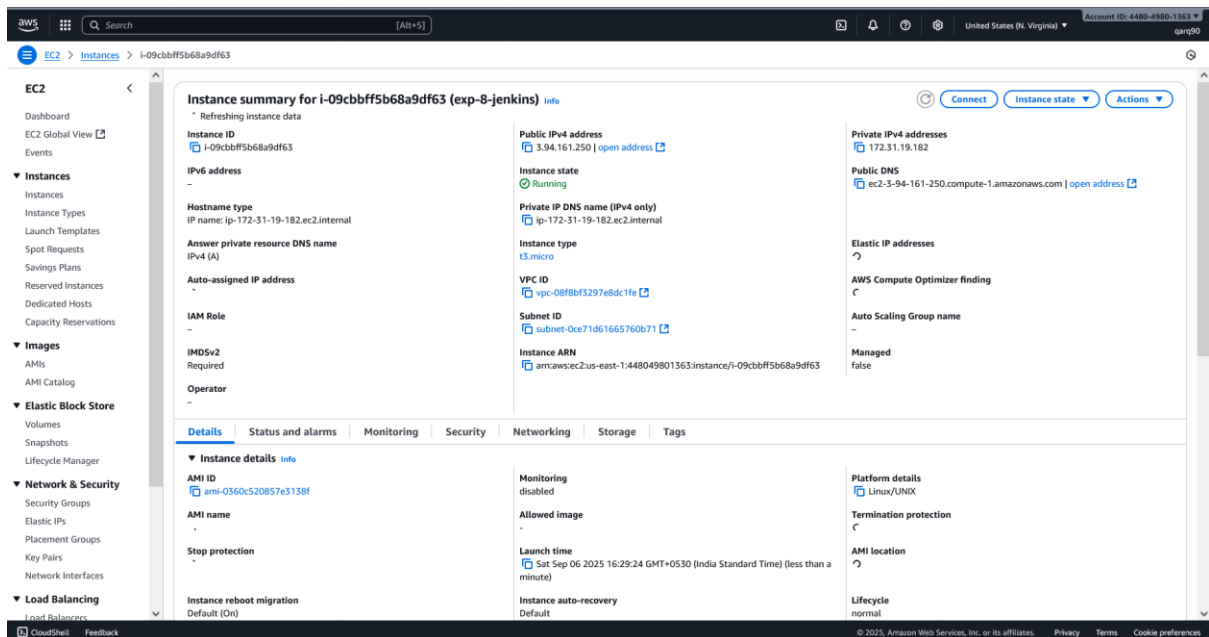 aws
Search
[Alt+S]
United States (N. Virginia)
Account ID: 4480-4980-1363
qarq90
EC2 > Instances > i-09cbbff5b68a9df63
EC2
Dashboard
EC2 Global View
Events
Instances
Instances
Instance Types
Launch Templates
Spot Requests
Savings Plans
Reserved Instances
Dedicated Hosts
Capacity Reservations
Images
AMIs
AMI Catalog
Elastic Block Store
Volumes
Snapshots
Lifecycle Manager
Network & Security
Security Groups
Elastic IPs
Placement Groups
Key Pairs
Network Interfaces
Load Balancing
Load Balancers
Instance summary for i-09cbbff5b68a9df63 (exp-8-jenkins) Info
Refreshing instance data
Connect
Instance state
Actions
Instance ID
i-09cbbff5b68a9df63
Public IPv4 address
3.94.161.250 | open address
Private IPv4 addresses
172.31.19.182
IPv6 address
–
Instance state
Running
Public DNS
ec2-3-94-161-250.compute-1.amazonaws.com | open address
Hostname type
IP name: ip-172-31-19-182.ec2.internal
Private IP DNS name (IPv4 only)
ip-172-31-19-182.ec2.internal
Answer private resource DNS name
IPv4 (A)
Instance type
t3.micro
Elastic IP addresses
Auto-assigned IP address
VPC ID
vpc-08f8bf3297e8dc1fe
AWS Compute Optimizer finding
IAM Role
–
Subnet ID
subnet-0ce71d61665760b71
Auto Scaling Group name
–
IMDSv2
Required
Instance ARN
arn:aws:ec2:us-east-1:448049801363:instance/i-09cbbff5b68a9df63
Managed
false
Operator
–
Details
Status and alarms
Monitoring
Security
Networking
Storage
Tags
Instance details Info
AMI ID
ami-0360c520857e3138f
Monitoring
disabled
Platform details
Linux/UNIX
AMI name
Allowed image
-
Termination protection
Stop protection
Launch time
Sat Sep 06 2025 16:29:24 GMT+0530 (India Standard Time) (less than a
minute)
AMI location
Instance reboot migration
Default (On)
Instance auto-recovery
Default
Lifecycle
normal
CloudShell
Feedback
© 2025, Amazon Web Services, Inc. or its affiliates.
Privacy
Terms
Cookie preferences